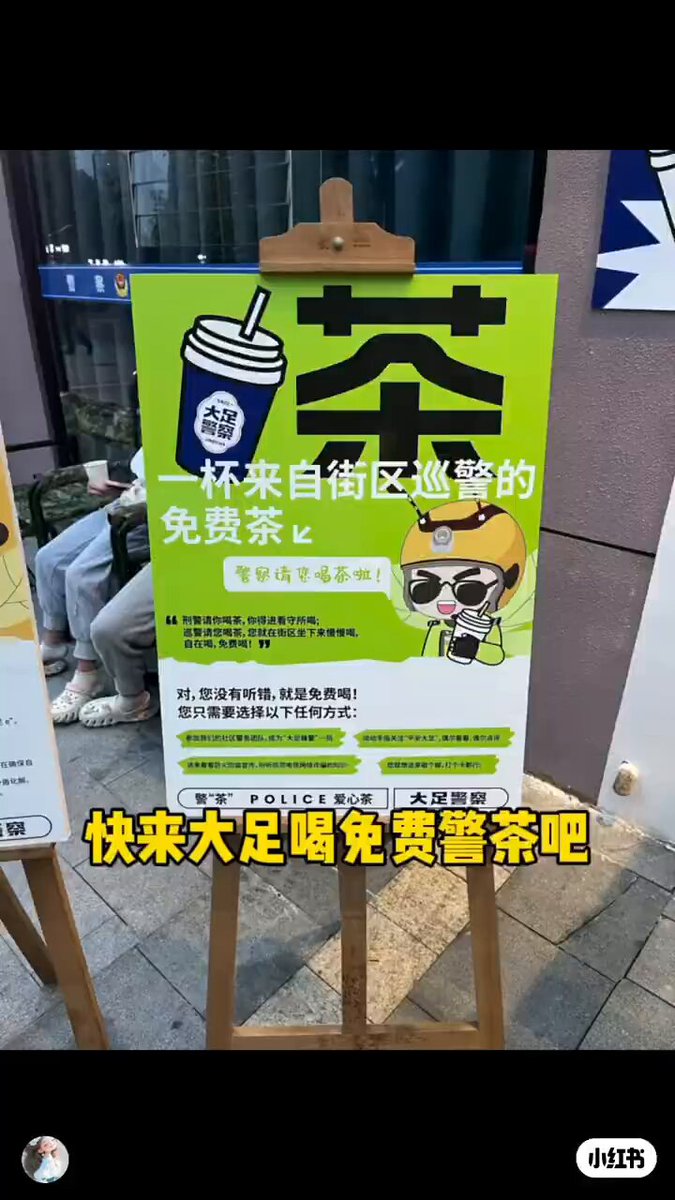 茶
大足
警察
一杯来自街区巡警的
免费茶
警察请您喝茶啦！
“刑警请你喝茶，你得进看守所喝；
巡警请您喝茶，您就在街区坐下来慢慢喝，
自在喝，免费喝！”
对，您没有听错，就是免费喝！
您只需要选择以下任何方式：
警“茶” POLICE 爱心茶
大足警察
快来大足喝免费警茶吧
小红书